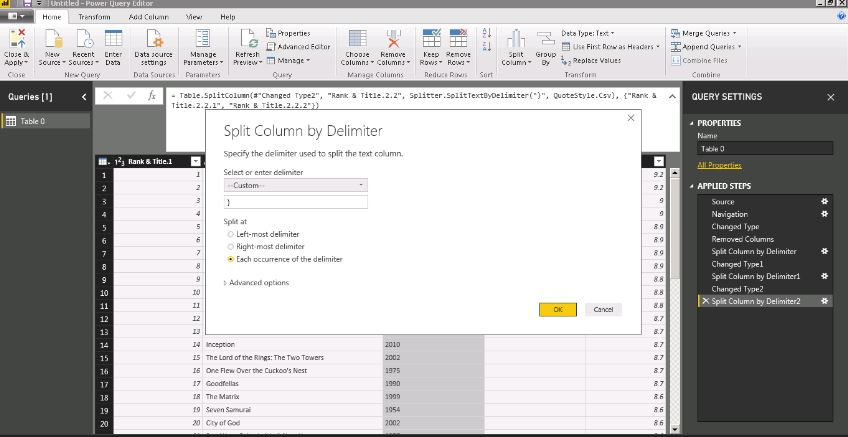 Untitled - Power Query Editor
Home Transform Add Column View Help
Close & Apply New Source Recent Sources Enter Data Data source settings Manage Parameters Refresh Preview Properties Advanced Editor Manage Choose Columns Remove Columns Keep Rows Remove Rows Split Column Group By Data Type: Text Use First Row as Headers Replace Values Merge Queries Append Queries Combine Files
Close New Query Data Sources Parameters Query Manage Columns Reduce Rows Sort Transform Combine
Queries [1]
Table 0
= Table.SplitColumn(#"Changed Type2", "Rank & Title.2.2", Splitter.SplitTextByDelimiter(")", QuoteStyle.Csv), {"Rank &
Title.2.2.1", "Rank & Title.2.2.2"})
Split Column by Delimiter
Specify the delimiter used to split the text column.
Select or enter delimiter
--Custom--
)
Split at
Left-most delimiter
Right-most delimiter
Each occurrence of the delimiter
Advanced options
OK Cancel
1 2 3 Rank & Title.1
1 1 9.2
2 2 9.2
3 3 9
4 4 9
5 5 8.9
6 6 8.9
7 7 8.9
8 8 8.9
9 9 8.8
10 10 8.8
11 11 8.8
12 12 8.7
13 13 8.7
14 14 Inception 2010 8.7
15 15 The Lord of the Rings: The Two Towers 2002 8.7
16 16 One Flew Over the Cuckoo's Nest 1975 8.7
17 17 Goodfellas 1990 8.7
18 18 The Matrix 1999 8.6
19 19 Seven Samurai 1954 8.6
20 20 City of God 2002 8.6
QUERY SETTINGS
PROPERTIES
Name
Table 0
All Properties
APPLIED STEPS
Source
Navigation
Changed Type
Removed Columns
Split Column by Delimiter
Changed Type1
Split Column by Delimiter1
Changed Type2
Split Column by Delimiter2